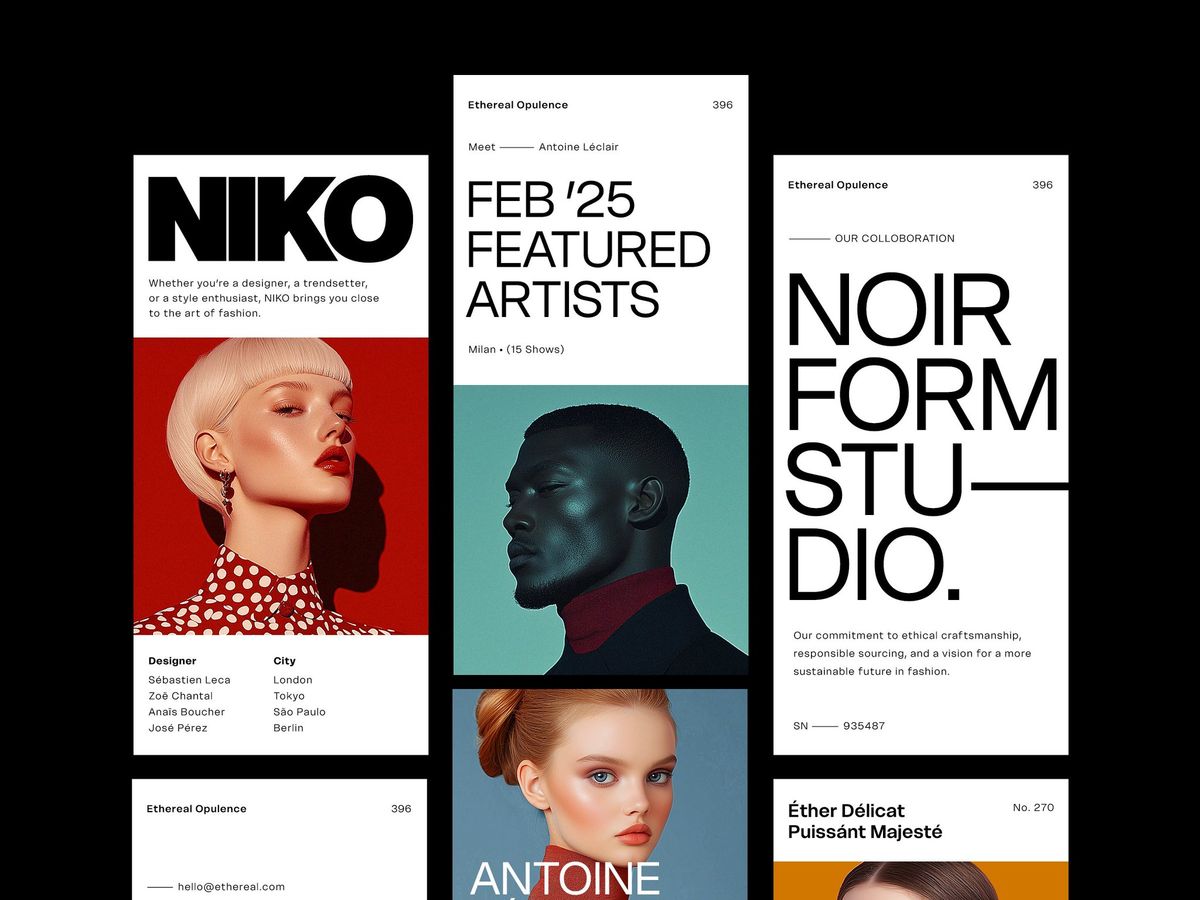 NIKO
Whether you're a designer, a trendsetter,
or a style enthusiast, NIKO brings you close
to the art of fashion.
Designer
Sébastien Leca
Zoë Chantal
Anaïs Boucher
José Pérez
City
London
Tokyo
São Paulo
Berlin
Ethereal Opulence
396
hello@ethereal.com
Ethereal Opulence
396
Meet —— Antoine Léclair
FEB '25
FEATURED
ARTISTS
Milan • (15 Shows)
ANTOINE
Ethereal Opulence
396
—— OUR COLLOBORATION
NOIR
FORM
STU—
DIO.
Our commitment to ethical craftsmanship,
responsible sourcing, and a vision for a more
sustainable future in fashion.
SN —— 935487
Éther Délicat
Puissánt Majesté
No. 270